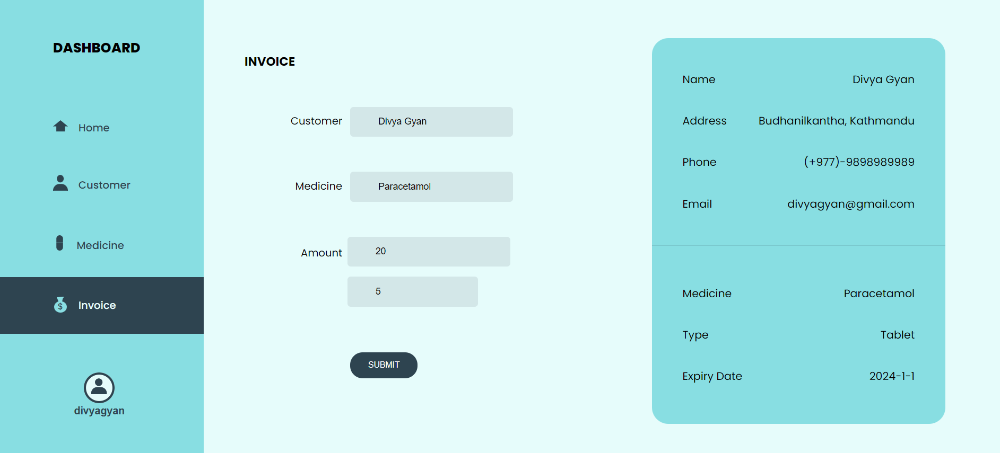 DASHBOARD
Home
Customer
Medicine
$ Invoice
divyagyan
INVOICE
Customer Divya Gyan
Medicine Paracetamol
Amount 20
5
SUBMIT
Name Divya Gyan
Address Budhanilkantha, Kathmandu
Phone (+977)-9898989989
Email divyagyan@gmail.com
Medicine Paracetamol
Type Tablet
Expiry Date 2024-1-1